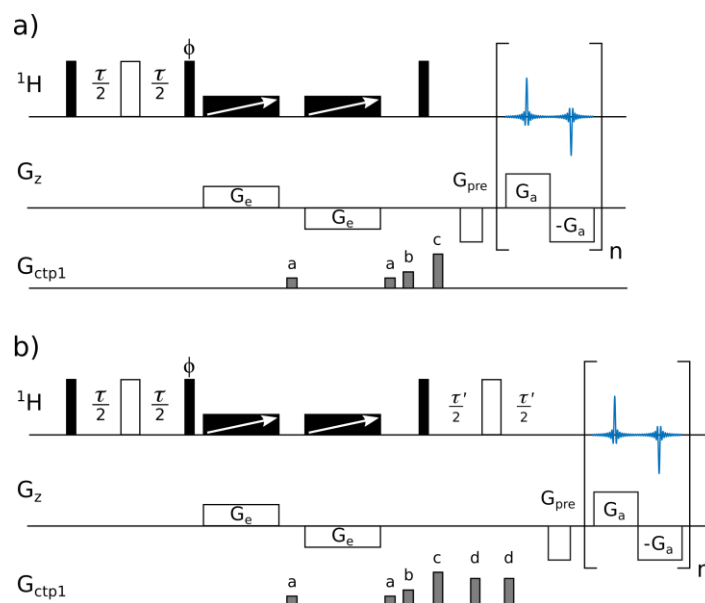 a)
ϕ
¹H τ/2 τ/2
G_z G_e G_e G_pre G_a -G_a n
a a b c
G_ctp1
b)
ϕ
¹H τ/2 τ/2 τ'/2 τ'/2
G_z G_e G_e G_pre G_a -G_a
a a b c d d
G_ctp1